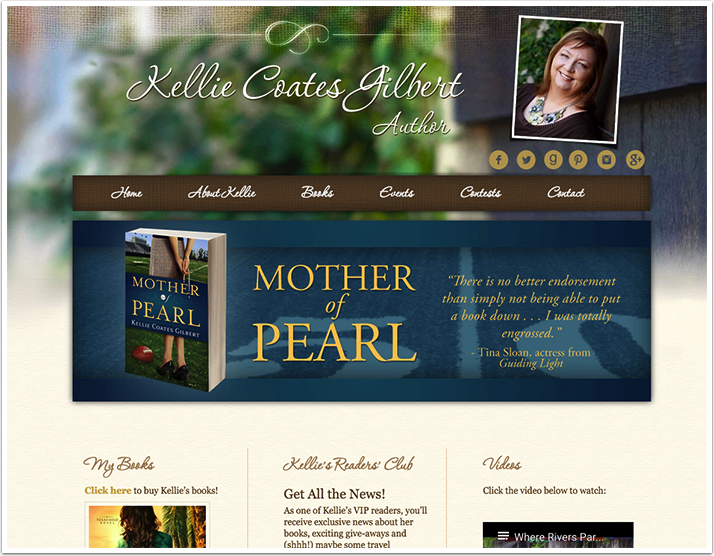 Kellie Coates Gilbert
Author
f g g+
Home About Kellie Books Events Contests Contact
MOTHER
of
PEARL
KELLIE COATES GILBERT
MOTHER
of
PEARL
“There is no better endorsement
than simply not being able to put
a book down . . . I was totally
engrossed.”
- Tina Sloan, actress from
Guiding Light
My Books
Click here to buy Kellie's books!
Kellie's Readers' Club
Get All the News!
As one of Kellie's VIP readers, you'll
receive exclusive news about her
books, exciting give-aways and
(shhh!) maybe some travel
Videos
Click the video below to watch:
Where Rivers Par...